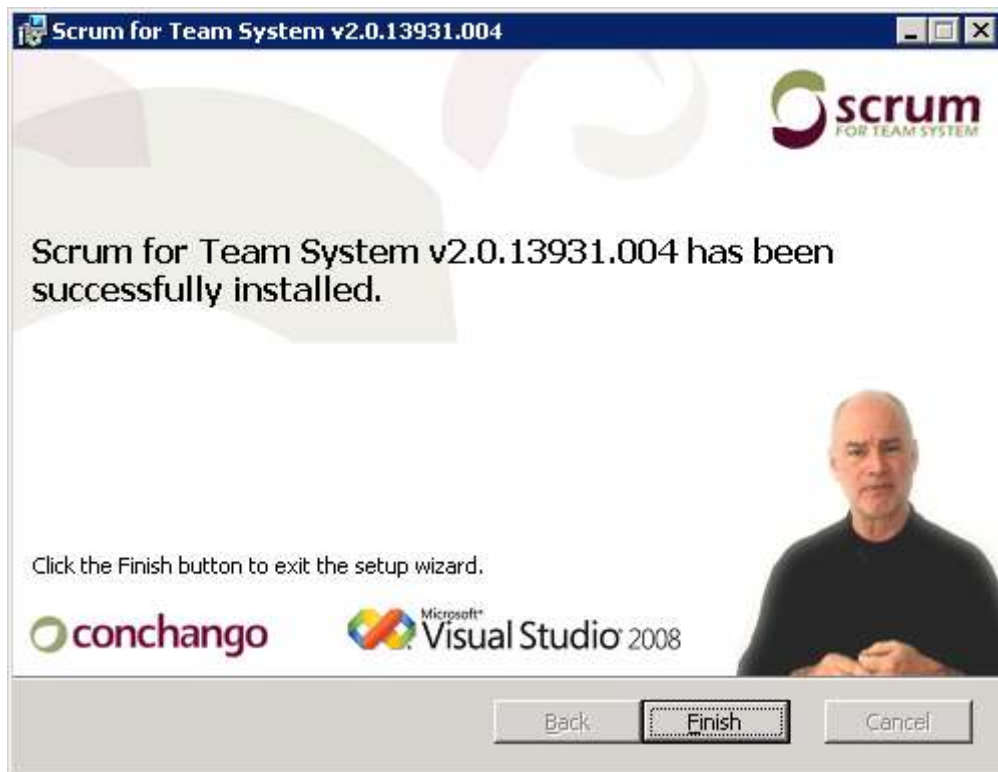 Scrum for Team System v2.0.13931.004
scrum
FOR TEAM SYSTEM
Scrum for Team System v2.0.13931.004 has been
successfully installed.
Click the Finish button to exit the setup wizard.
conchango
Microsoft®
Visual Studio® 2008
Back
Finish
Cancel